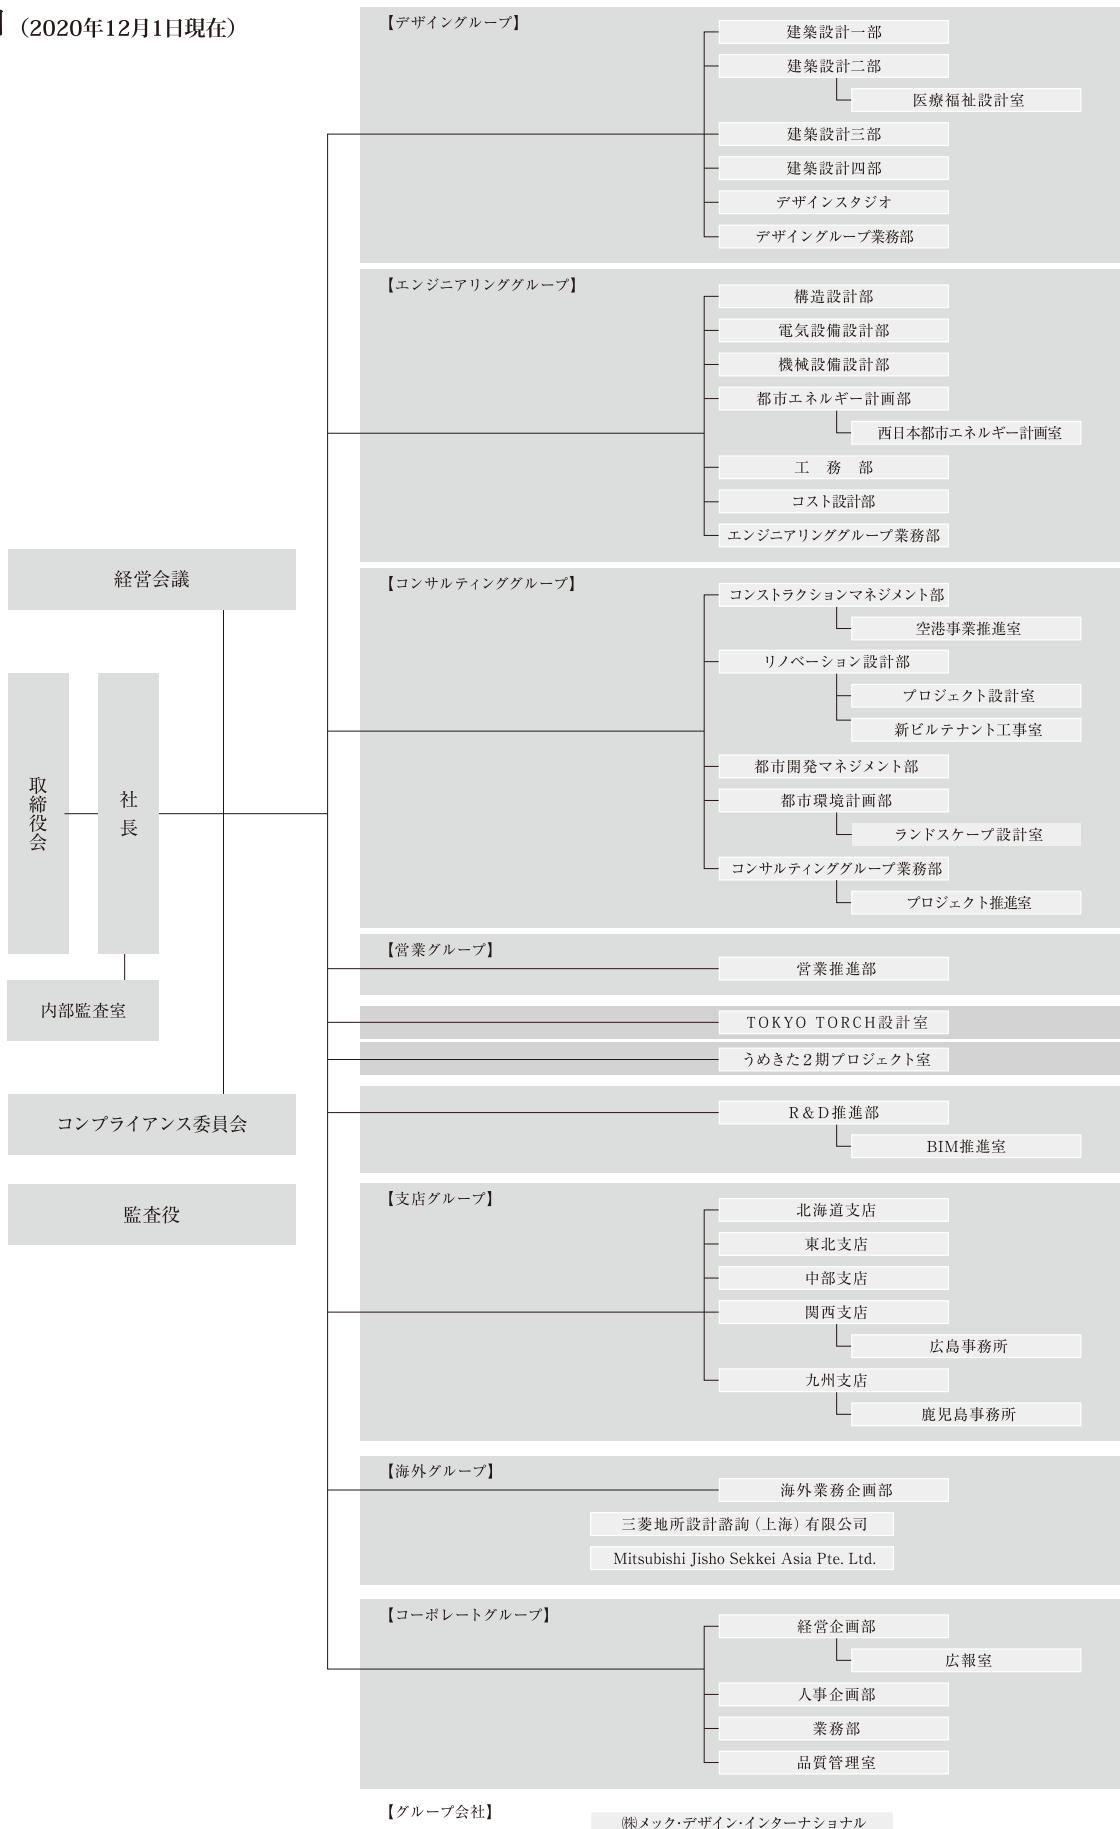 （2020年12月1日現在）
経営会議
取締役会
社長
内部監査室
コンプライアンス委員会
監査役
【デザイングループ】
建築設計一部
建築設計二部
医療福祉設計室
建築設計三部
建築設計四部
デザインスタジオ
デザイングループ業務部
【エンジニアリンググループ】
構造設計部
電気設備設計部
機械設備設計部
都市エネルギー計画部
西日本都市エネルギー計画室
工　務　部
コスト設計部
エンジニアリンググループ業務部
【コンサルティンググループ】
コンストラクションマネジメント部
空港事業推進室
リノベーション設計部
プロジェクト設計室
新ビルテナント工事室
都市開発マネジメント部
都市環境計画部
ランドスケープ設計室
コンサルティンググループ業務部
プロジェクト推進室
【営業グループ】
営業推進部
TOKYO TORCH設計室
うめきた2期プロジェクト室
R&D推進部
BIM推進室
【支店グループ】
北海道支店
東北支店
中部支店
関西支店
広島事務所
九州支店
鹿児島事務所
【海外グループ】
海外業務企画部
三菱地所設計諮詢（上海）有限公司
Mitsubishi Jisho Sekkei Asia Pte. Ltd.
【コーポレートグループ】
経営企画部
広報室
人事企画部
業務部
品質管理室
【グループ会社】
㈱メック・デザイン・インターナショナル